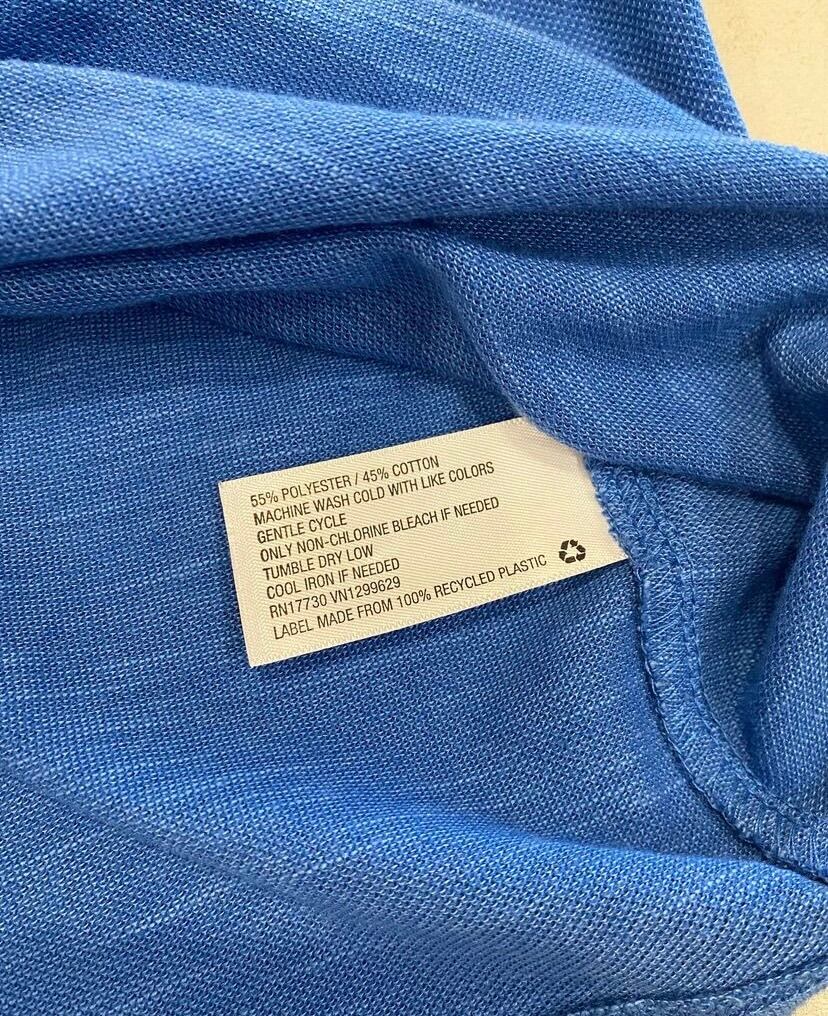 55% POLYESTER / 45% COTTON
MACHINE WASH COLD WITH LIKE COLORS
GENTLE CYCLE
ONLY NON-CHLORINE BLEACH IF NEEDED
TUMBLE DRY LOW
COOL IRON IF NEEDED
RN17730 VN1299629
LABEL MADE FROM 100% RECYCLED PLASTIC